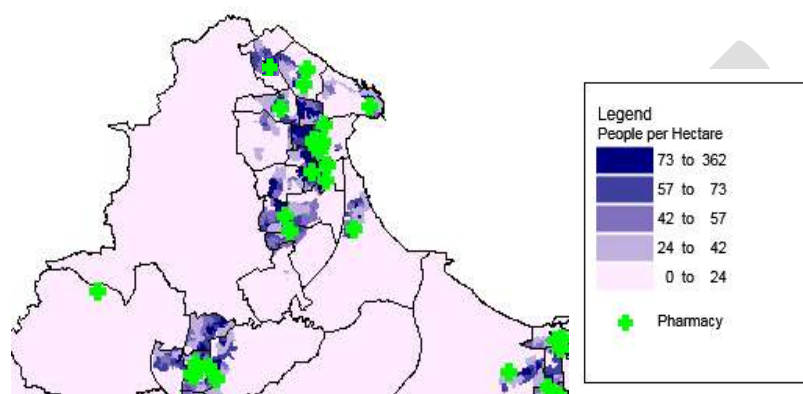 Legend
People per Hectare
73 to 362
57 to 73
42 to 57
24 to 42
0 to 24
Pharmacy